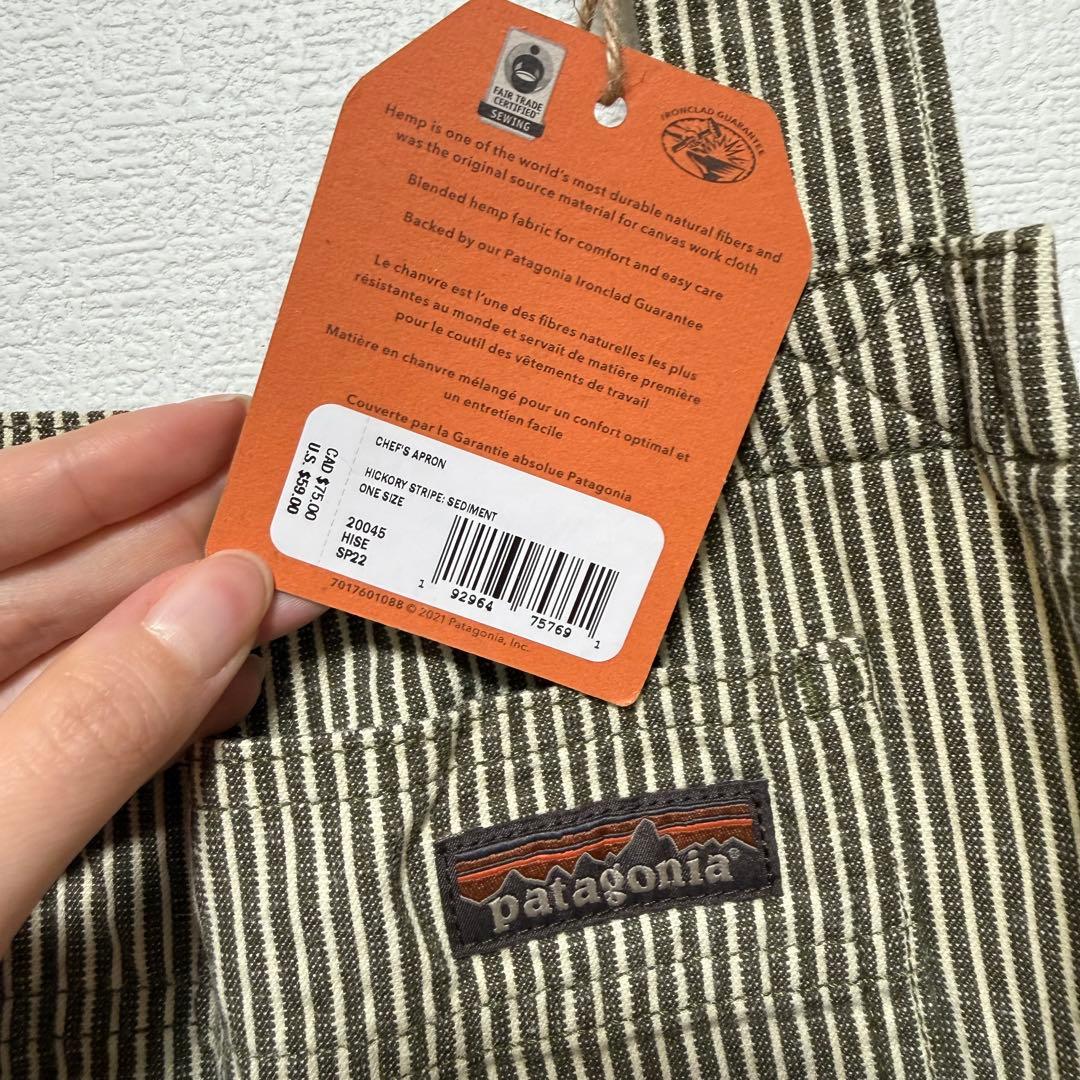 FAIR TRADE
CERTIFIED™
SEWING
IRONCLAD GUARANTEE
Hemp is one of the world's most durable natural fibers and
was the original source material for canvas work cloth
Blended hemp fabric for comfort and easy care
Backed by our Patagonia Ironclad Guarantee
Le chanvre est l'une des fibres naturelles les plus
résistantes au monde et servait de matière première
pour le coutil des vêtements de travail
Matière en chanvre mélangé pour un confort optimal et
un entretien facile
Couverte par la Garantie absolue Patagonia
CAD $75.00
U.S. $59.00
CHEF'S APRON
HICKORY STRIPE: SEDIMENT
ONE SIZE
20045
HISE
SP22
1 92964 75769 1
7017601088 © 2021 Patagonia, Inc.
patagonia®